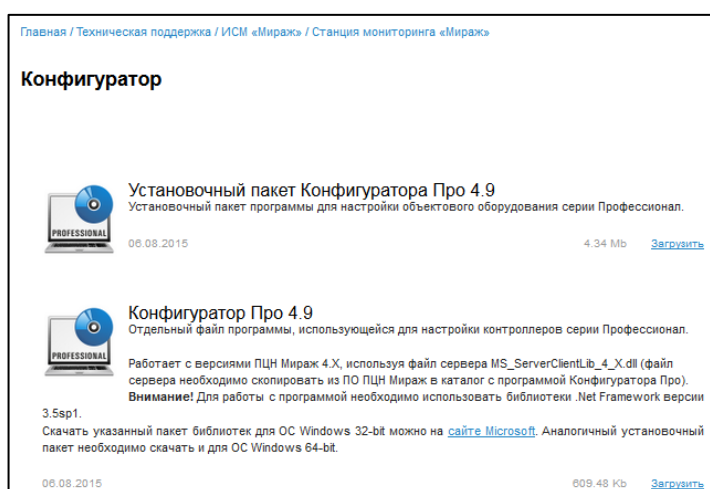 Главная / Техническая поддержка / ИСМ «Мираж» / Станция мониторинга «Мираж»
Конфигуратор
Установочный пакет Конфигуратора Про 4.9
Установочный пакет программы для настройки объектового оборудования серии Профессионал.
PROFESSIONAL
06.08.2015 4.34 Mb Загрузить
Конфигуратор Про 4.9
Отдельный файл программы, использующейся для настройки контроллеров серии Профессионал.
PROFESSIONAL
Работает с версиями ПЦН Мираж 4.X, используя файл сервера MS_ServerClientLib_4_X.dll (файл
сервера необходимо скопировать из ПО ПЦН Мираж в каталог с программой Конфигуратора Про).
Внимание! Для работы с программой необходимо использовать библиотеки .Net Framework версии
3.5sp1.
Скачать указанный пакет библиотек для ОС Windows 32-bit можно на сайте Microsoft. Аналогичный установочный
пакет необходимо скачать и для ОС Windows 64-bit.
06.08.2015 609.48 Kb Загрузить